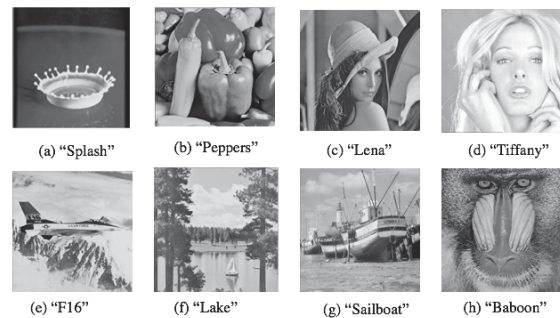 (a) “Splash”
(b) “Peppers”
(c) “Lena”
(d) “Tiffany”
(e) “F16”
(f) “Lake”
(g) “Sailboat”
(h) “Baboon”